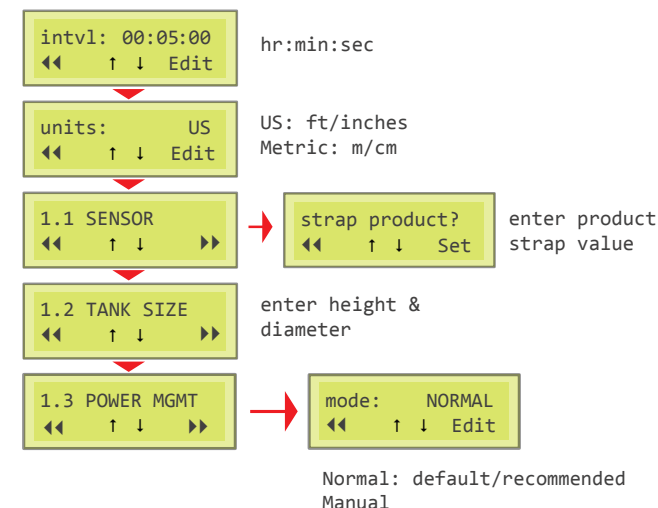 intvl: 00:05:00
◀◀ ↑ ↓ Edit
hr:min:sec
units: US
◀◀ ↑ ↓ Edit
US: ft/inches
Metric: m/cm
1.1 SENSOR
◀◀ ↑ ↓ ▶▶
strap product?
◀◀ ↑ ↓ Set
enter product
strap value
1.2 TANK SIZE
◀◀ ↑ ↓ ▶▶
enter height &
diameter
1.3 POWER MGMT
◀◀ ↑ ↓ ▶▶
mode: NORMAL
◀◀ ↑ ↓ Edit
Normal: default/recommended
Manual